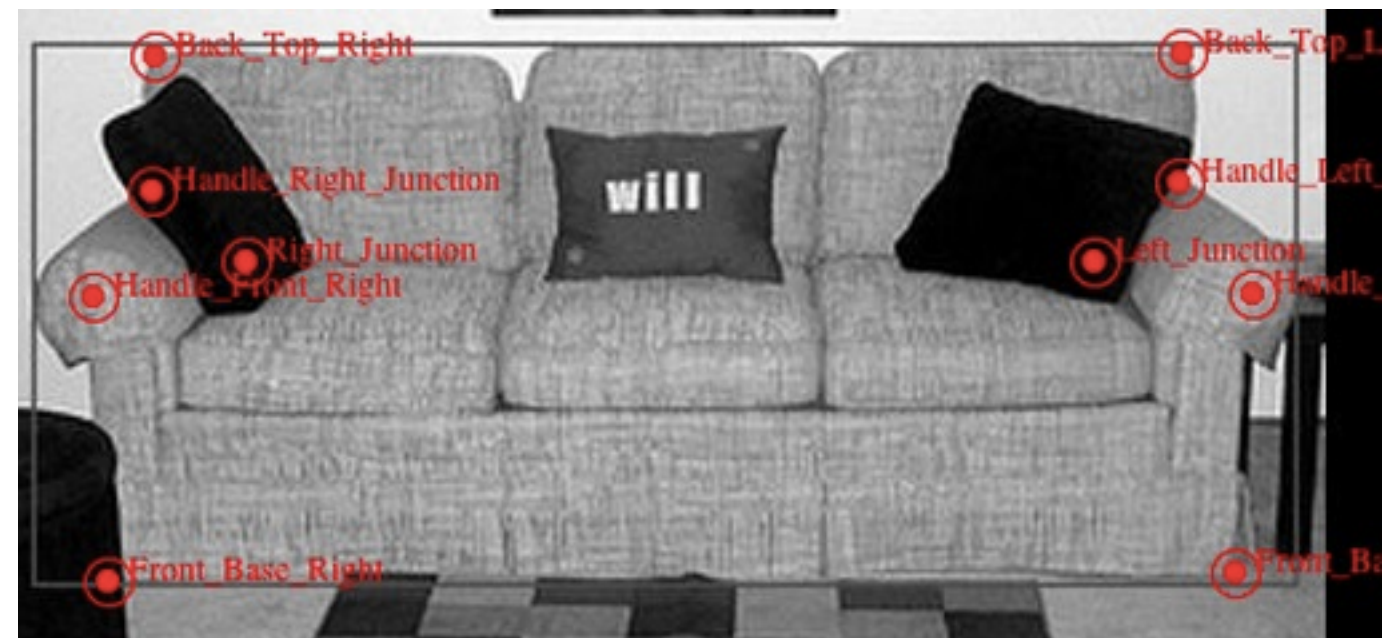 Back_Top_Right
Back_Top_L
will
Handle_Right_Junction
Handle_Left_
Right_Junction
Left_Junction
Handle_Front_Right
Handle_
Front_Base_Right
Front_Ba